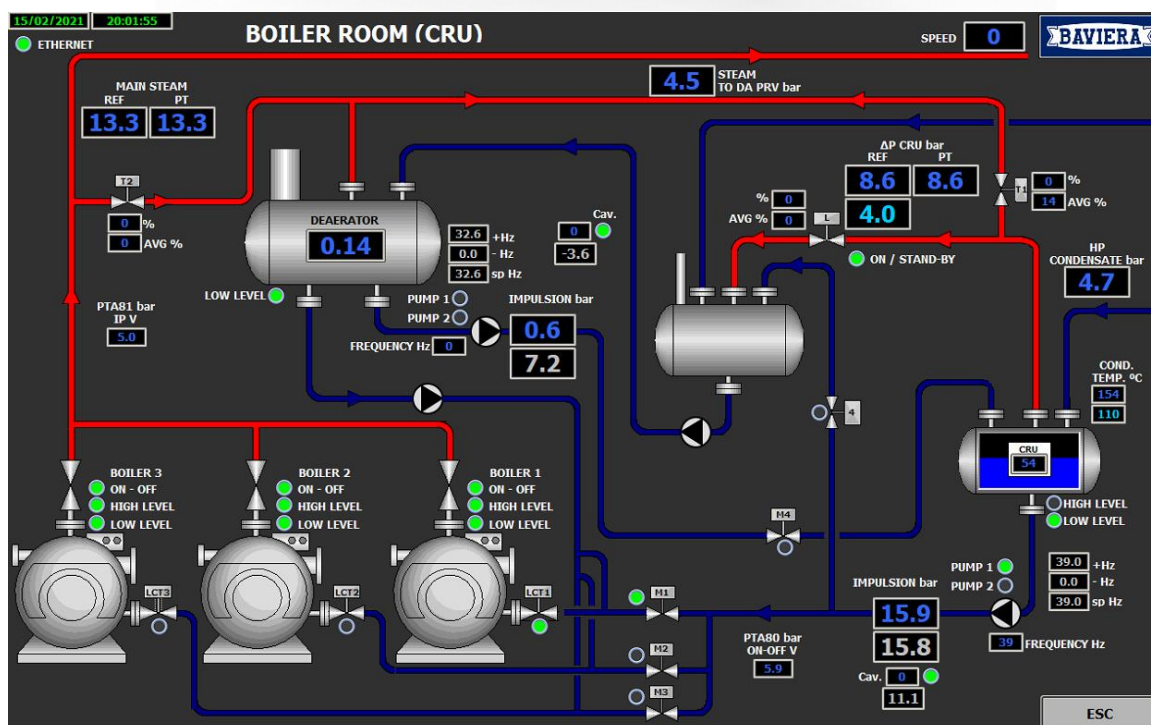 15/02/2021 20:01:55
ETHERNET
BOILER ROOM (CRU)
SPEED 0
BAVIERA
MAIN STEAM
REF PT
13.3 13.3
4.5 STEAM TO DA PRV bar
ΔP CRU bar
REF PT
8.6 8.6
4.0
T2
0 %
0 AVG %
T1
0 %
14 AVG %
% 0
AVG % 0
L
ON / STAND-BY
HP
CONDENSATE bar
4.7
DEAERATOR
0.14
32.6 +Hz
0.0 - Hz
32.6 sp Hz
Cav.
0
-3.6
LOW LEVEL
PUMP 1
PUMP 2
FREQUENCY Hz 0
IMPULSION bar
0.6
7.2
PTA81 bar
IP V
5.0
COND.
TEMP. ºC
154
110
4
CRU
54
HIGH LEVEL
LOW LEVEL
BOILER 3
ON - OFF
HIGH LEVEL
LOW LEVEL
BOILER 2
ON - OFF
HIGH LEVEL
LOW LEVEL
BOILER 1
ON - OFF
HIGH LEVEL
LOW LEVEL
M4
LCT3
LCT2
LCT1
M1
M2
M3
PTA80 bar
ON-OFF V
5.9
IMPULSION bar
15.9
15.8
Cav. 0
11.1
PUMP 1
PUMP 2
39.0 +Hz
0.0 - Hz
39.0 sp Hz
39 FREQUENCY Hz
ESC